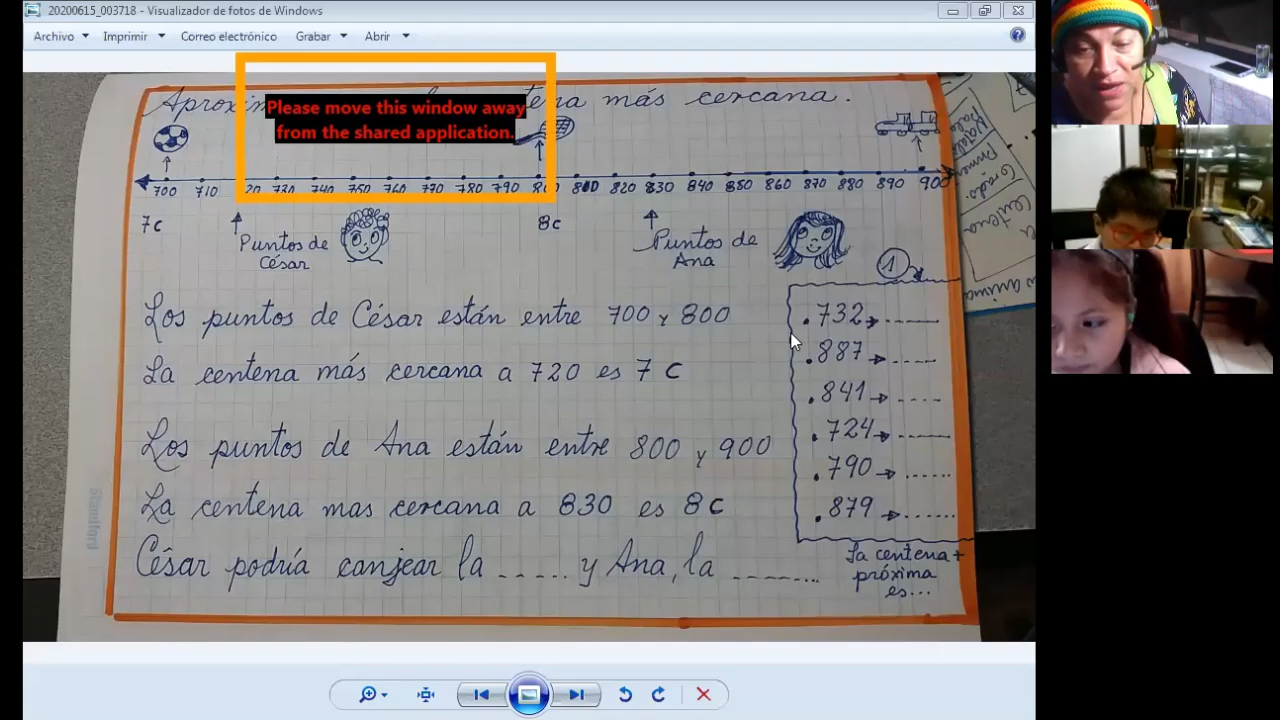 20200615_003718 - Visualizador de fotos de Windows
Archivo Imprimir Correo electrónico Grabar Abrir
Please move this window away
from the shared application.
más cercana.
700 710 20 730 740 750 760 770 780 790 810 820 830 840 850 860 870 880 890 900
7c 8c
Puntos de
César
Puntos de
Ana
1
Los puntos de César están entre 700 y 800
La centena más cercana a 720 es 7 C
Los puntos de Ana están entre 800 y 900
La centena mas cercana a 830 es 8C
César podría canjear la ..... y Ana, la .......
.732→ ......
.887→ .....
.841→ ....
.724→ ......
.790→ ......
.879→ ......
La centena +
próxima
es...
Stanford